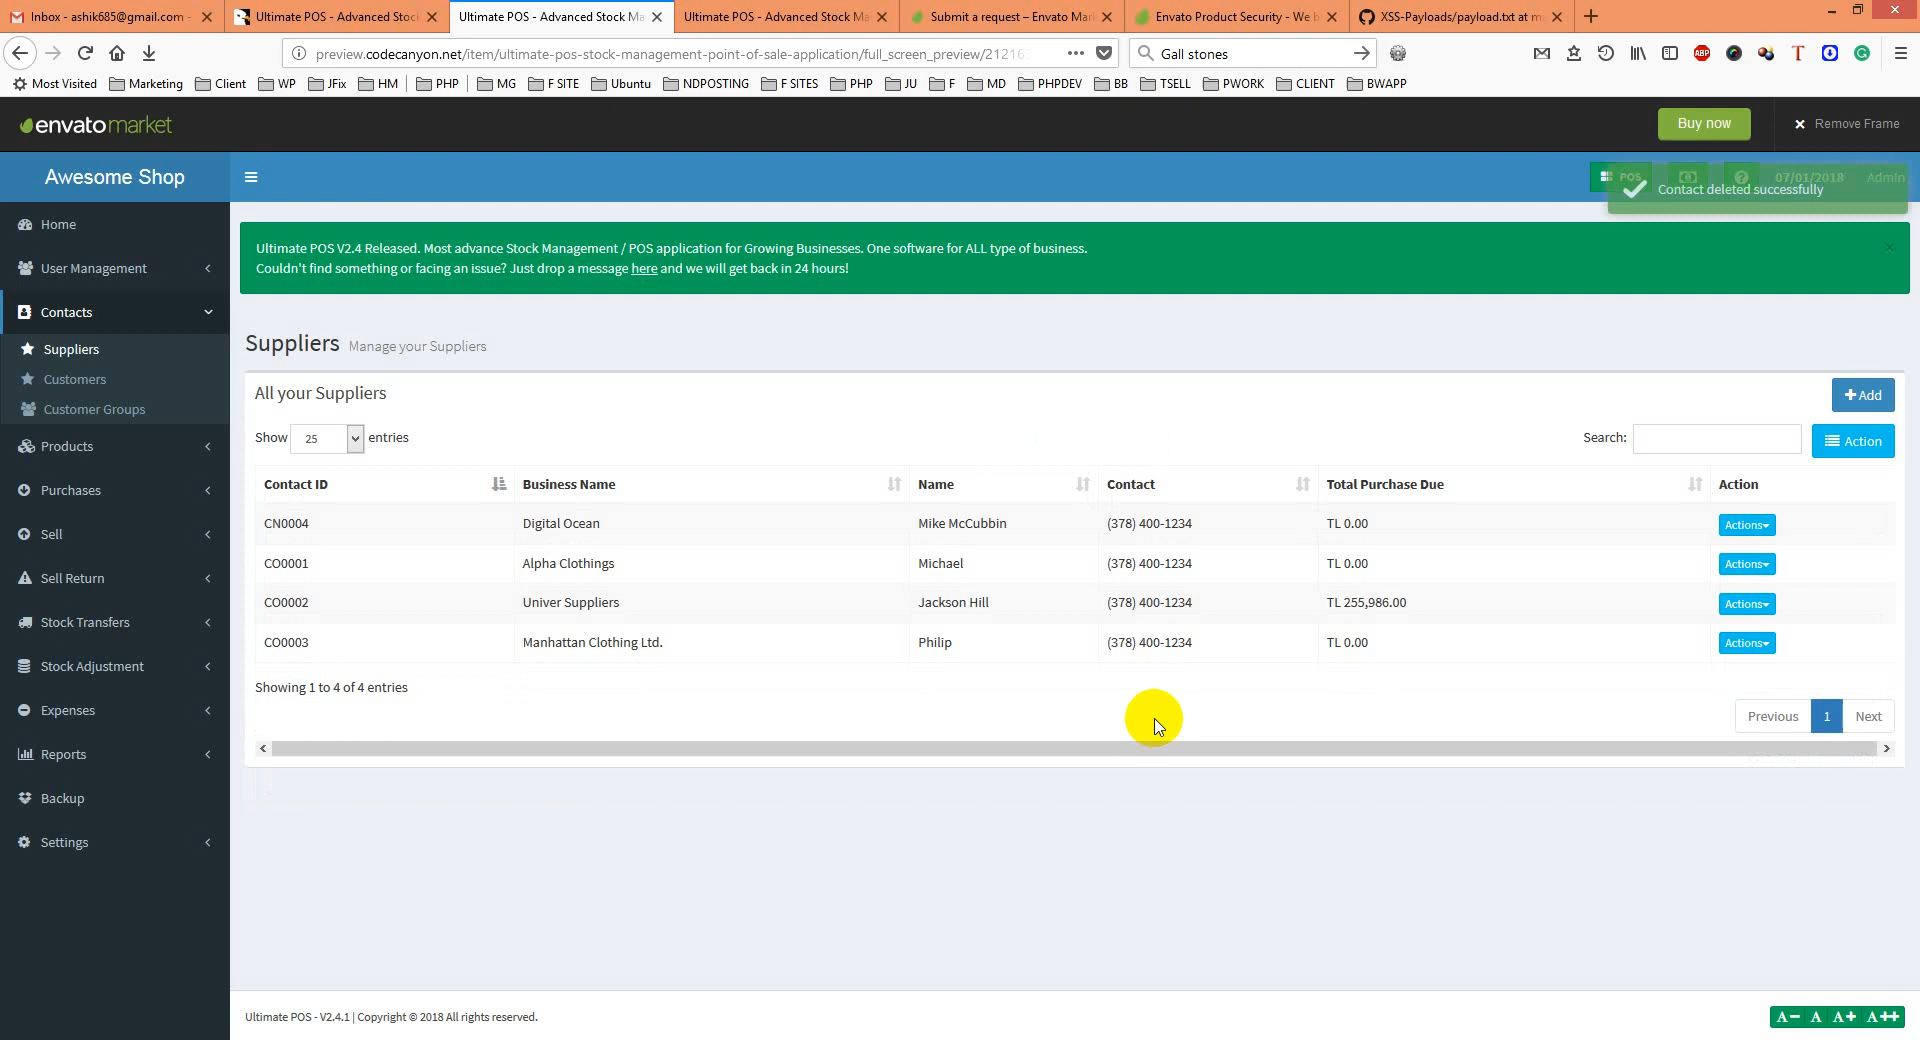 Inbox - ashik685@gmail.com -
Ultimate POS - Advanced Stoc
Ultimate POS - Advanced Stock Ma
Ultimate POS - Advanced Stock Ma
Submit a request – Envato Mar
Envato Product Security - We b
XSS-Payloads/payload.txt at m
preview.codecanyon.net/item/ultimate-pos-stock-management-point-of-sale-application/full_screen_preview/21216
Gall stones
Most Visited Marketing Client WP JFix HM PHP MG F SITE Ubuntu NDPOSTING F SITES PHP JU F MD PHPDEV BB TSELL PWORK CLIENT BWAPP
envatomarket
Buy now
Remove Frame
Awesome Shop
POS
07/01/2018
Admin
Contact deleted successfully
Home
User Management
Contacts
Suppliers
Customers
Customer Groups
Products
Purchases
Sell
Sell Return
Stock Transfers
Stock Adjustment
Expenses
Reports
Backup
Settings
Ultimate POS V2.4 Released. Most advance Stock Management / POS application for Growing Businesses. One software for ALL type of business.
Couldn't find something or facing an issue? Just drop a message here and we will get back in 24 hours!
Suppliers Manage your Suppliers
All your Suppliers
Add
Show 25 entries
Search:
Action
Contact ID Business Name Name Contact Total Purchase Due Action
CN0004 Digital Ocean Mike McCubbin (378) 400-1234 TL 0.00 Actions
CO0001 Alpha Clothings Michael (378) 400-1234 TL 0.00 Actions
CO0002 Univer Suppliers Jackson Hill (378) 400-1234 TL 255,986.00 Actions
CO0003 Manhattan Clothing Ltd. Philip (378) 400-1234 TL 0.00 Actions
Showing 1 to 4 of 4 entries
Previous 1 Next
Ultimate POS - V2.4.1 | Copyright © 2018 All rights reserved.
A- A A+ A++